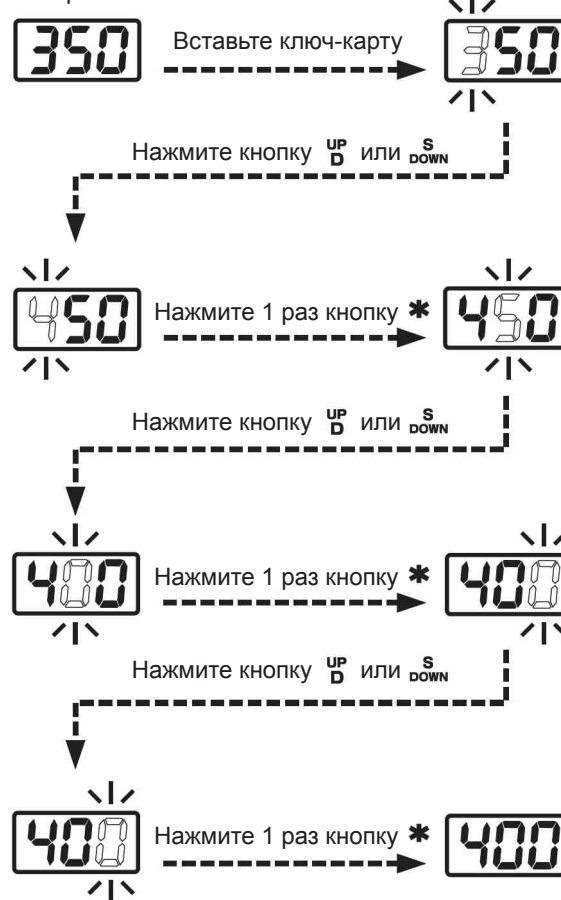 350 Вставьте ключ-карту 350
Нажмите кнопку UP D или S DOWN
450 Нажмите 1 раз кнопку ✱ 450
Нажмите кнопку UP D или S DOWN
400 Нажмите 1 раз кнопку ✱ 400
Нажмите кнопку UP D или S DOWN
400 Нажмите 1 раз кнопку ✱ 400